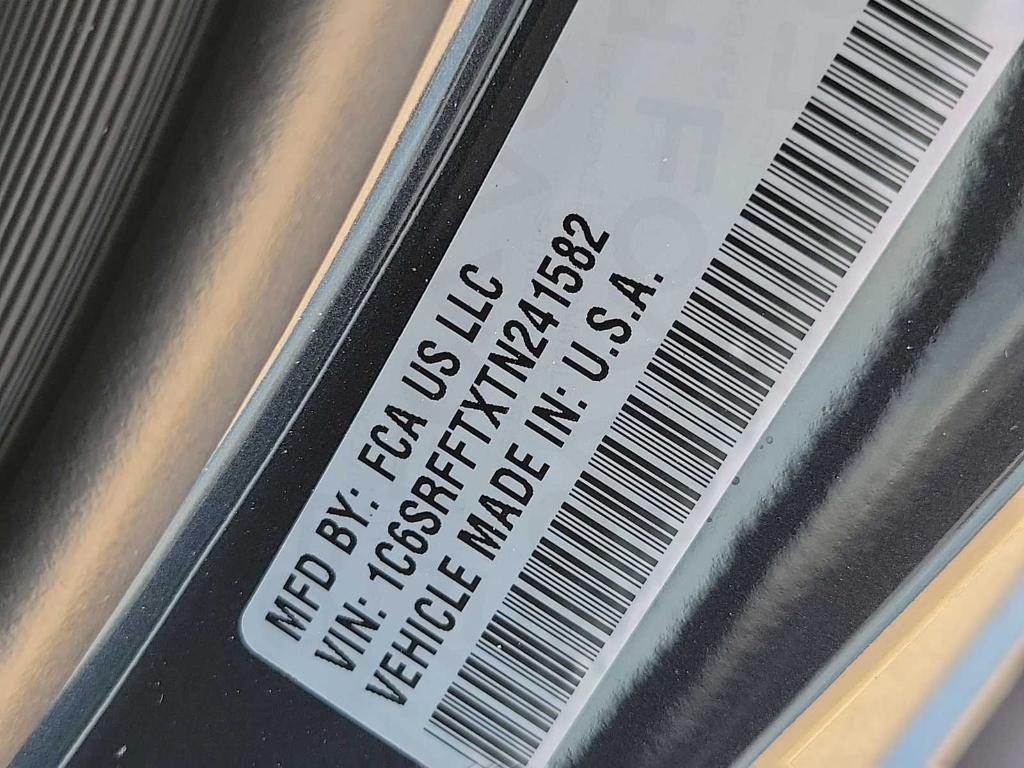 MFD BY: FCA US LLC
VIN: 1C6SRFFTXTN241582
VEHICLE MADE IN: U.S.A.